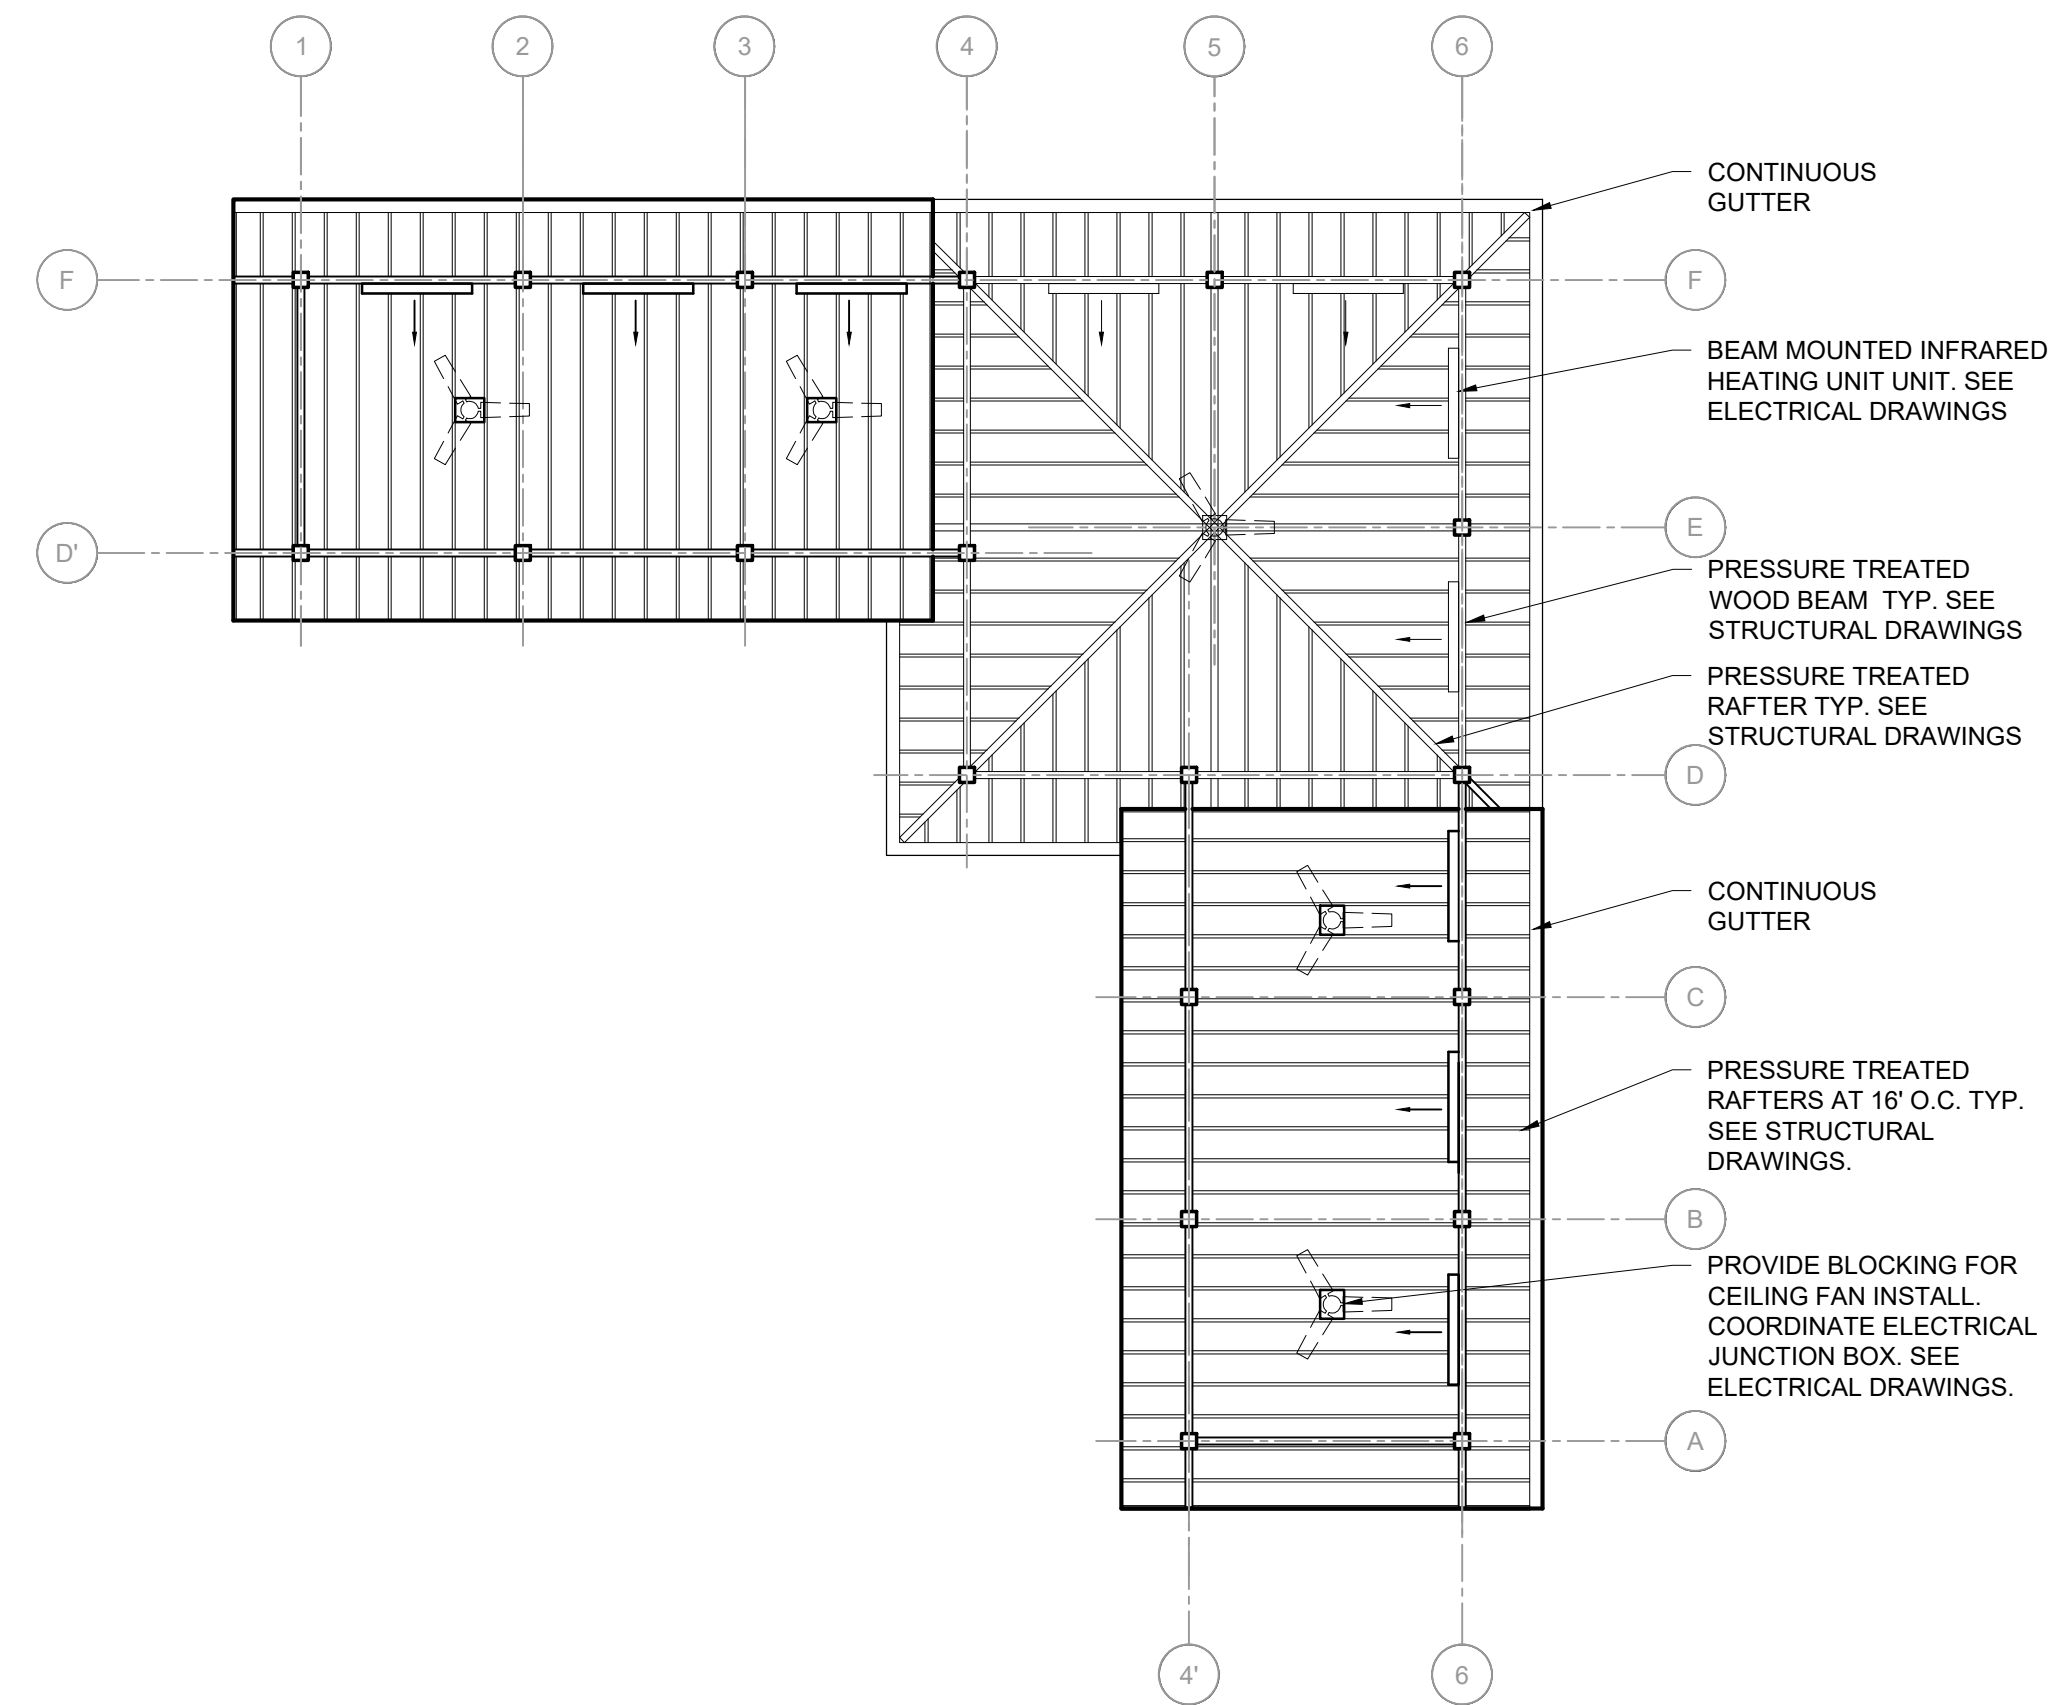 1
2
3
4
5
6
CONTINUOUS
GUTTER
F
F
BEAM MOUNTED INFRARED
HEATING UNIT UNIT. SEE
ELECTRICAL DRAWINGS
E
D'
PRESSURE TREATED
WOOD BEAM  TYP. SEE
STRUCTURAL DRAWINGS
PRESSURE TREATED
RAFTER TYP. SEE
STRUCTURAL DRAWINGS
D
CONTINUOUS
GUTTER
C
PRESSURE TREATED
RAFTERS AT 16' O.C. TYP.
SEE STRUCTURAL
DRAWINGS.
B
PROVIDE BLOCKING FOR
CEILING FAN INSTALL.
COORDINATE ELECTRICAL
JUNCTION BOX. SEE
ELECTRICAL DRAWINGS.
A
4'
6